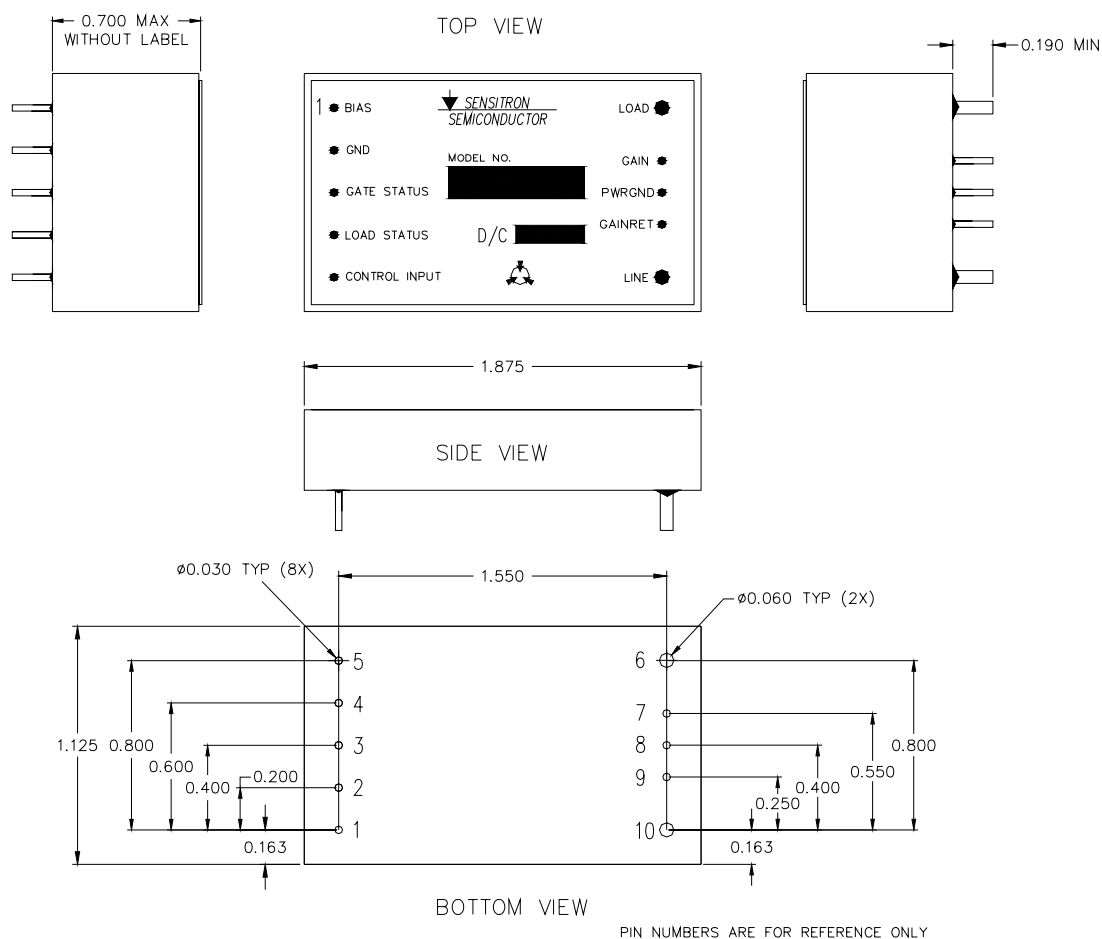 0.700 MAX
WITHOUT LABEL
TOP VIEW
0.190 MIN
1 BIAS
GND
GATE STATUS
LOAD STATUS
CONTROL INPUT
SENSITRON
SEMICONDUCTOR
MODEL NO.
D/C
LOAD
GAIN
PWRGND
GAINRET
LINE
1.875
SIDE VIEW
ø0.030 TYP (8X)
1.550
ø0.060 TYP (2X)
5
4
3
2
1
6
7
8
9
10
1.125
0.800
0.600
0.400
0.200
0.163
0.800
0.550
0.400
0.250
0.163
BOTTOM VIEW
PIN NUMBERS ARE FOR REFERENCE ONLY